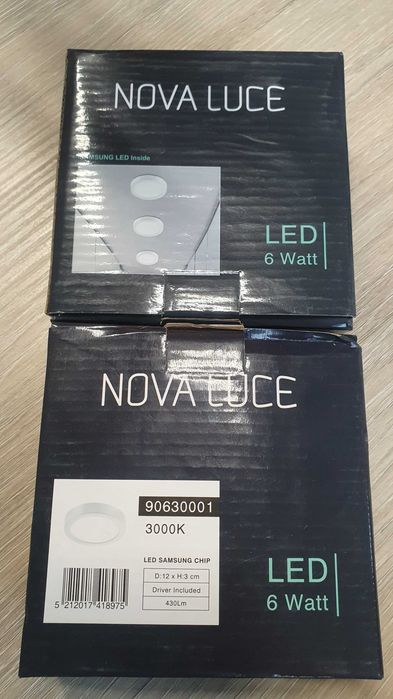 NOVA LUCE
SAMSUNG LED Inside
LED
6 Watt
NOVA LUCE
90630001
3000K
LED SAMSUNG CHIP
D:12 x H:3 cm
Driver Included
430Lm
5 212017 418975
LED
6 Watt